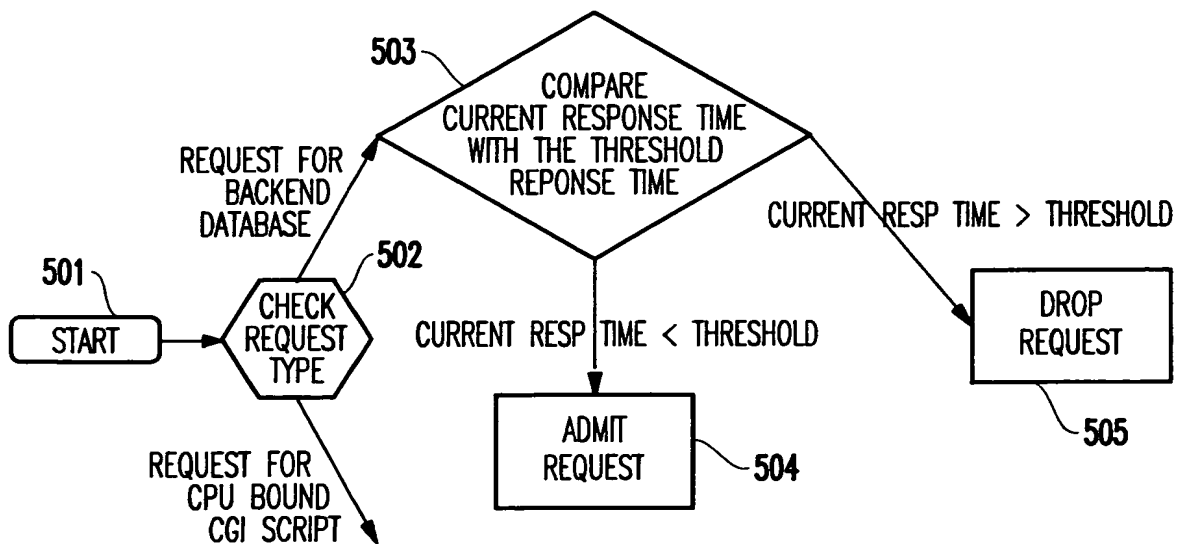 503
COMPARE
CURRENT RESPONSE TIME
WITH THE THRESHOLD
REPONSE TIME
REQUEST FOR
BACKEND
DATABASE
CURRENT RESP TIME > THRESHOLD
501
START
502
CHECK
REQUEST
TYPE
CURRENT RESP TIME < THRESHOLD
DROP
REQUEST
505
ADMIT
REQUEST
504
REQUEST FOR
CPU BOUND
CGI SCRIPT